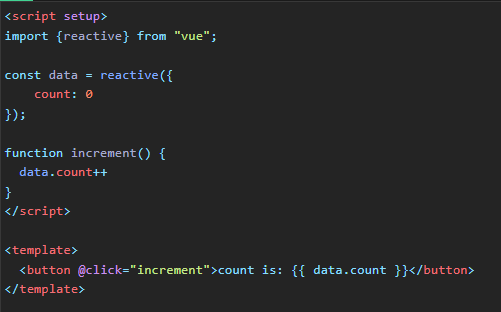 <script setup>
import {reactive} from "vue";

const data = reactive({
    count: 0
});

function increment() {
  data.count++
}
</script>

<template>
  <button @click="increment">count is: {{ data.count }}</button>
</template>